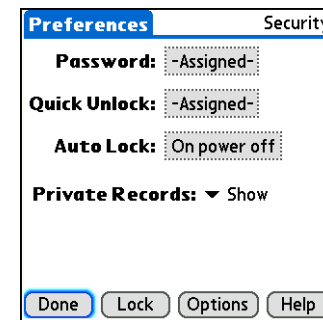 Preferences Security
Password: -Assigned-
Quick Unlock: -Assigned-
Auto Lock: On power off
Private Records: Show
Done Lock Options Help